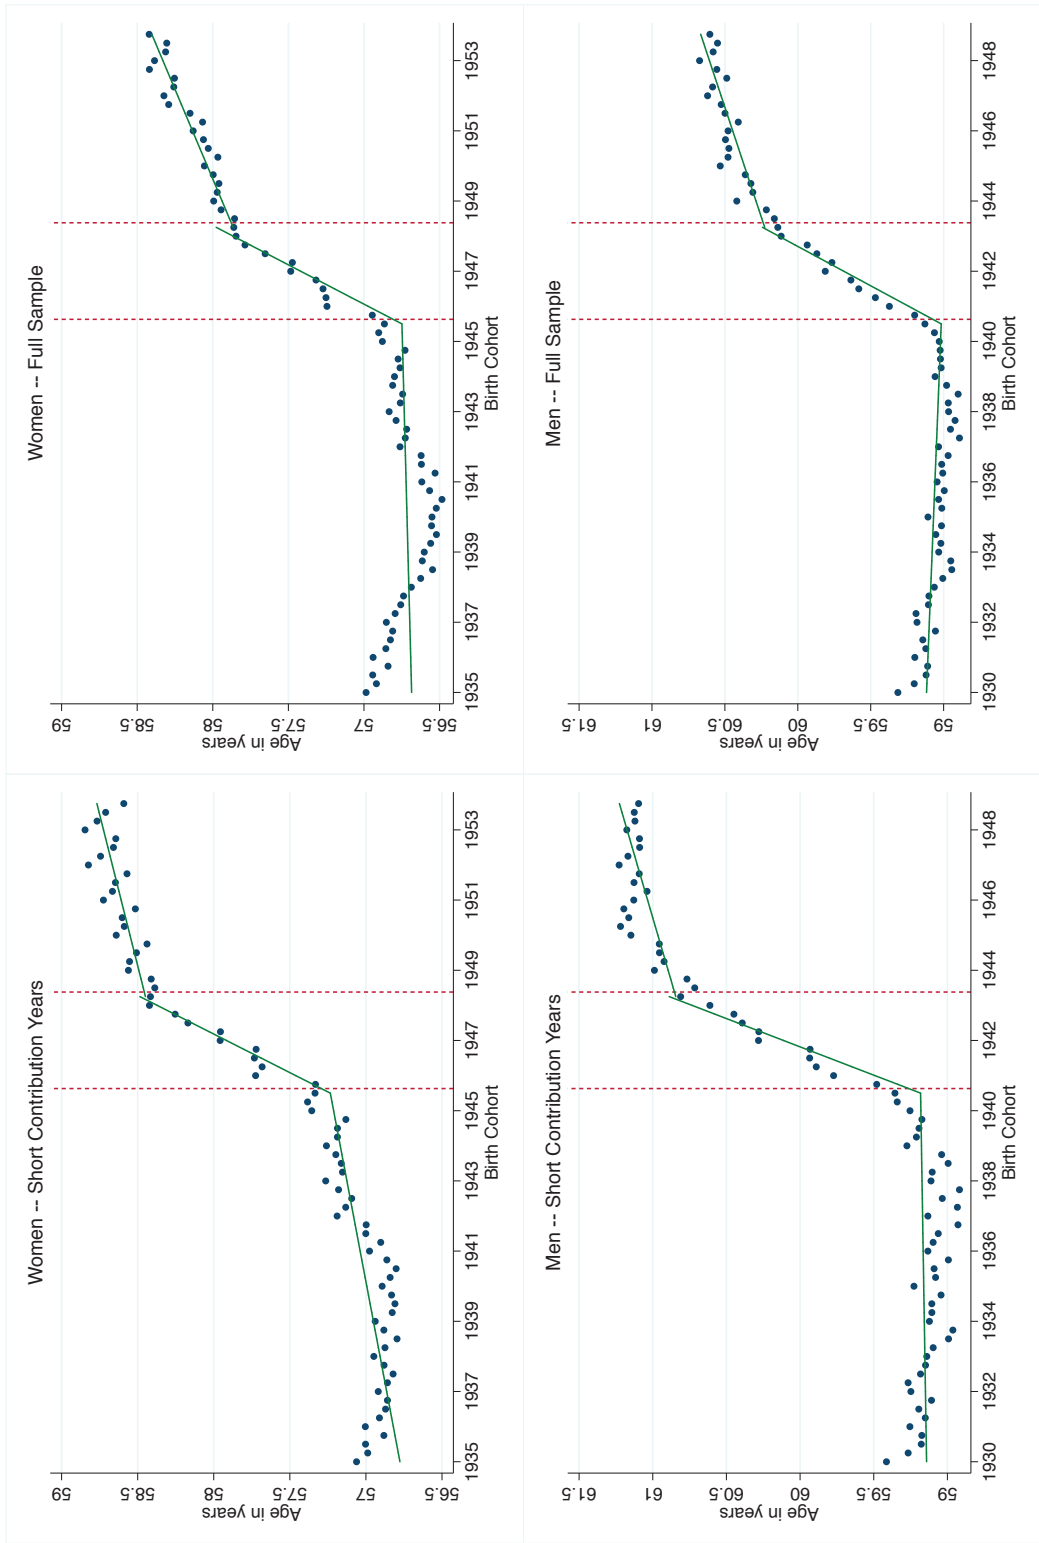 Women -- Short Contribution Years
Age in years
59
58.5
58
57.5
57
56.5
1935 1937 1939 1941 1943 1945 1947 1949 1951 1953
Birth Cohort
Women -- Full Sample
Age in years
59
58.5
58
57.5
57
56.5
1935 1937 1939 1941 1943 1945 1947 1949 1951 1953
Birth Cohort
Men -- Short Contribution Years
Age in years
61.5
61
60.5
60
59.5
59
1930 1932 1934 1936 1938 1940 1942 1944 1946 1948
Birth Cohort
Men -- Full Sample
Age in years
61.5
61
60.5
60
59.5
59
1930 1932 1934 1936 1938 1940 1942 1944 1946 1948
Birth Cohort